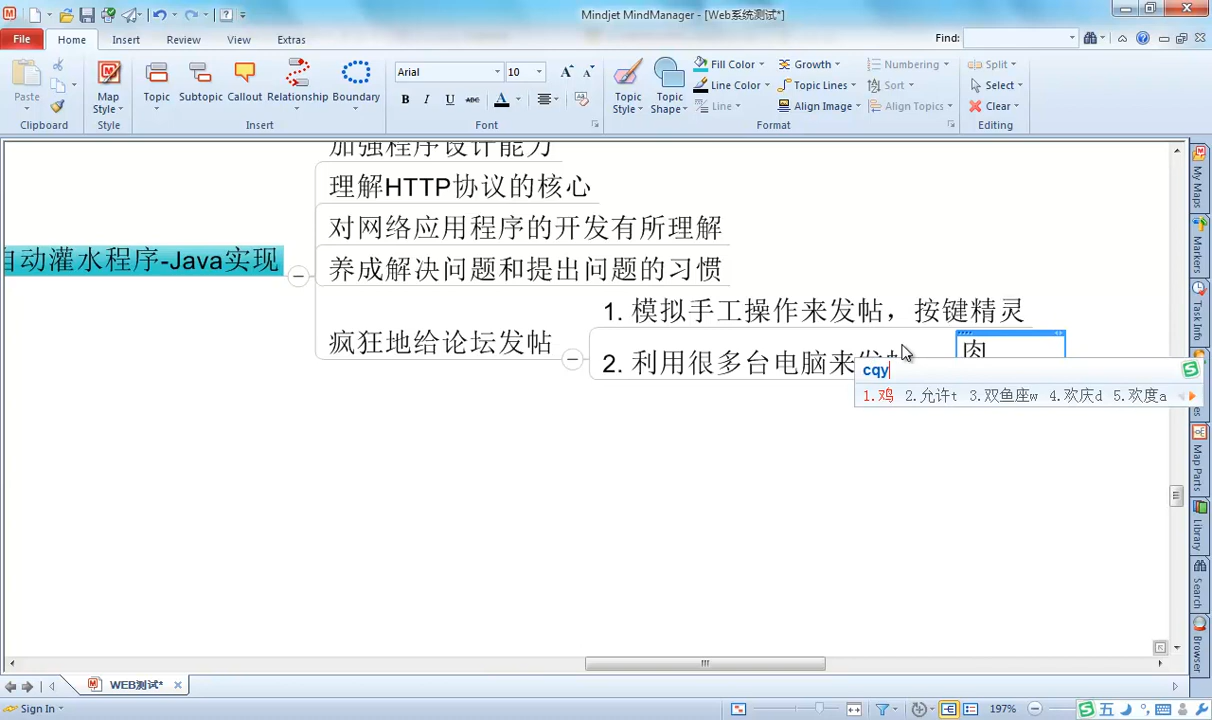 Mindjet MindManager - [Web系统测试*]
File Home Insert Review View Extras Find:
Paste Map Style Topic Subtopic Callout Relationship Boundary
Arial 10
B I U abc A
Topic Style Topic Shape
Fill Color Growth Numbering Split
Line Color Topic Lines Sort Select
Line Align Image Align Topics Clear
Clipboard Style Insert Font Format Editing
加强程序设计能力
理解HTTP协议的核心
对网络应用程序的开发有所理解
自动灌水程序-Java实现
养成解决问题和提出问题的习惯
1. 模拟手工操作来发帖，按键精灵
疯狂地给论坛发帖
2. 利用很多台电脑来发
肉
cqy
1.鸡 2.允许t 3.双鱼座w 4.欢庆d 5.欢度a
My Maps
Markers
Task Info
Map Parts
Library
Search
Browser
WEB测试*
Sign In 197%
五